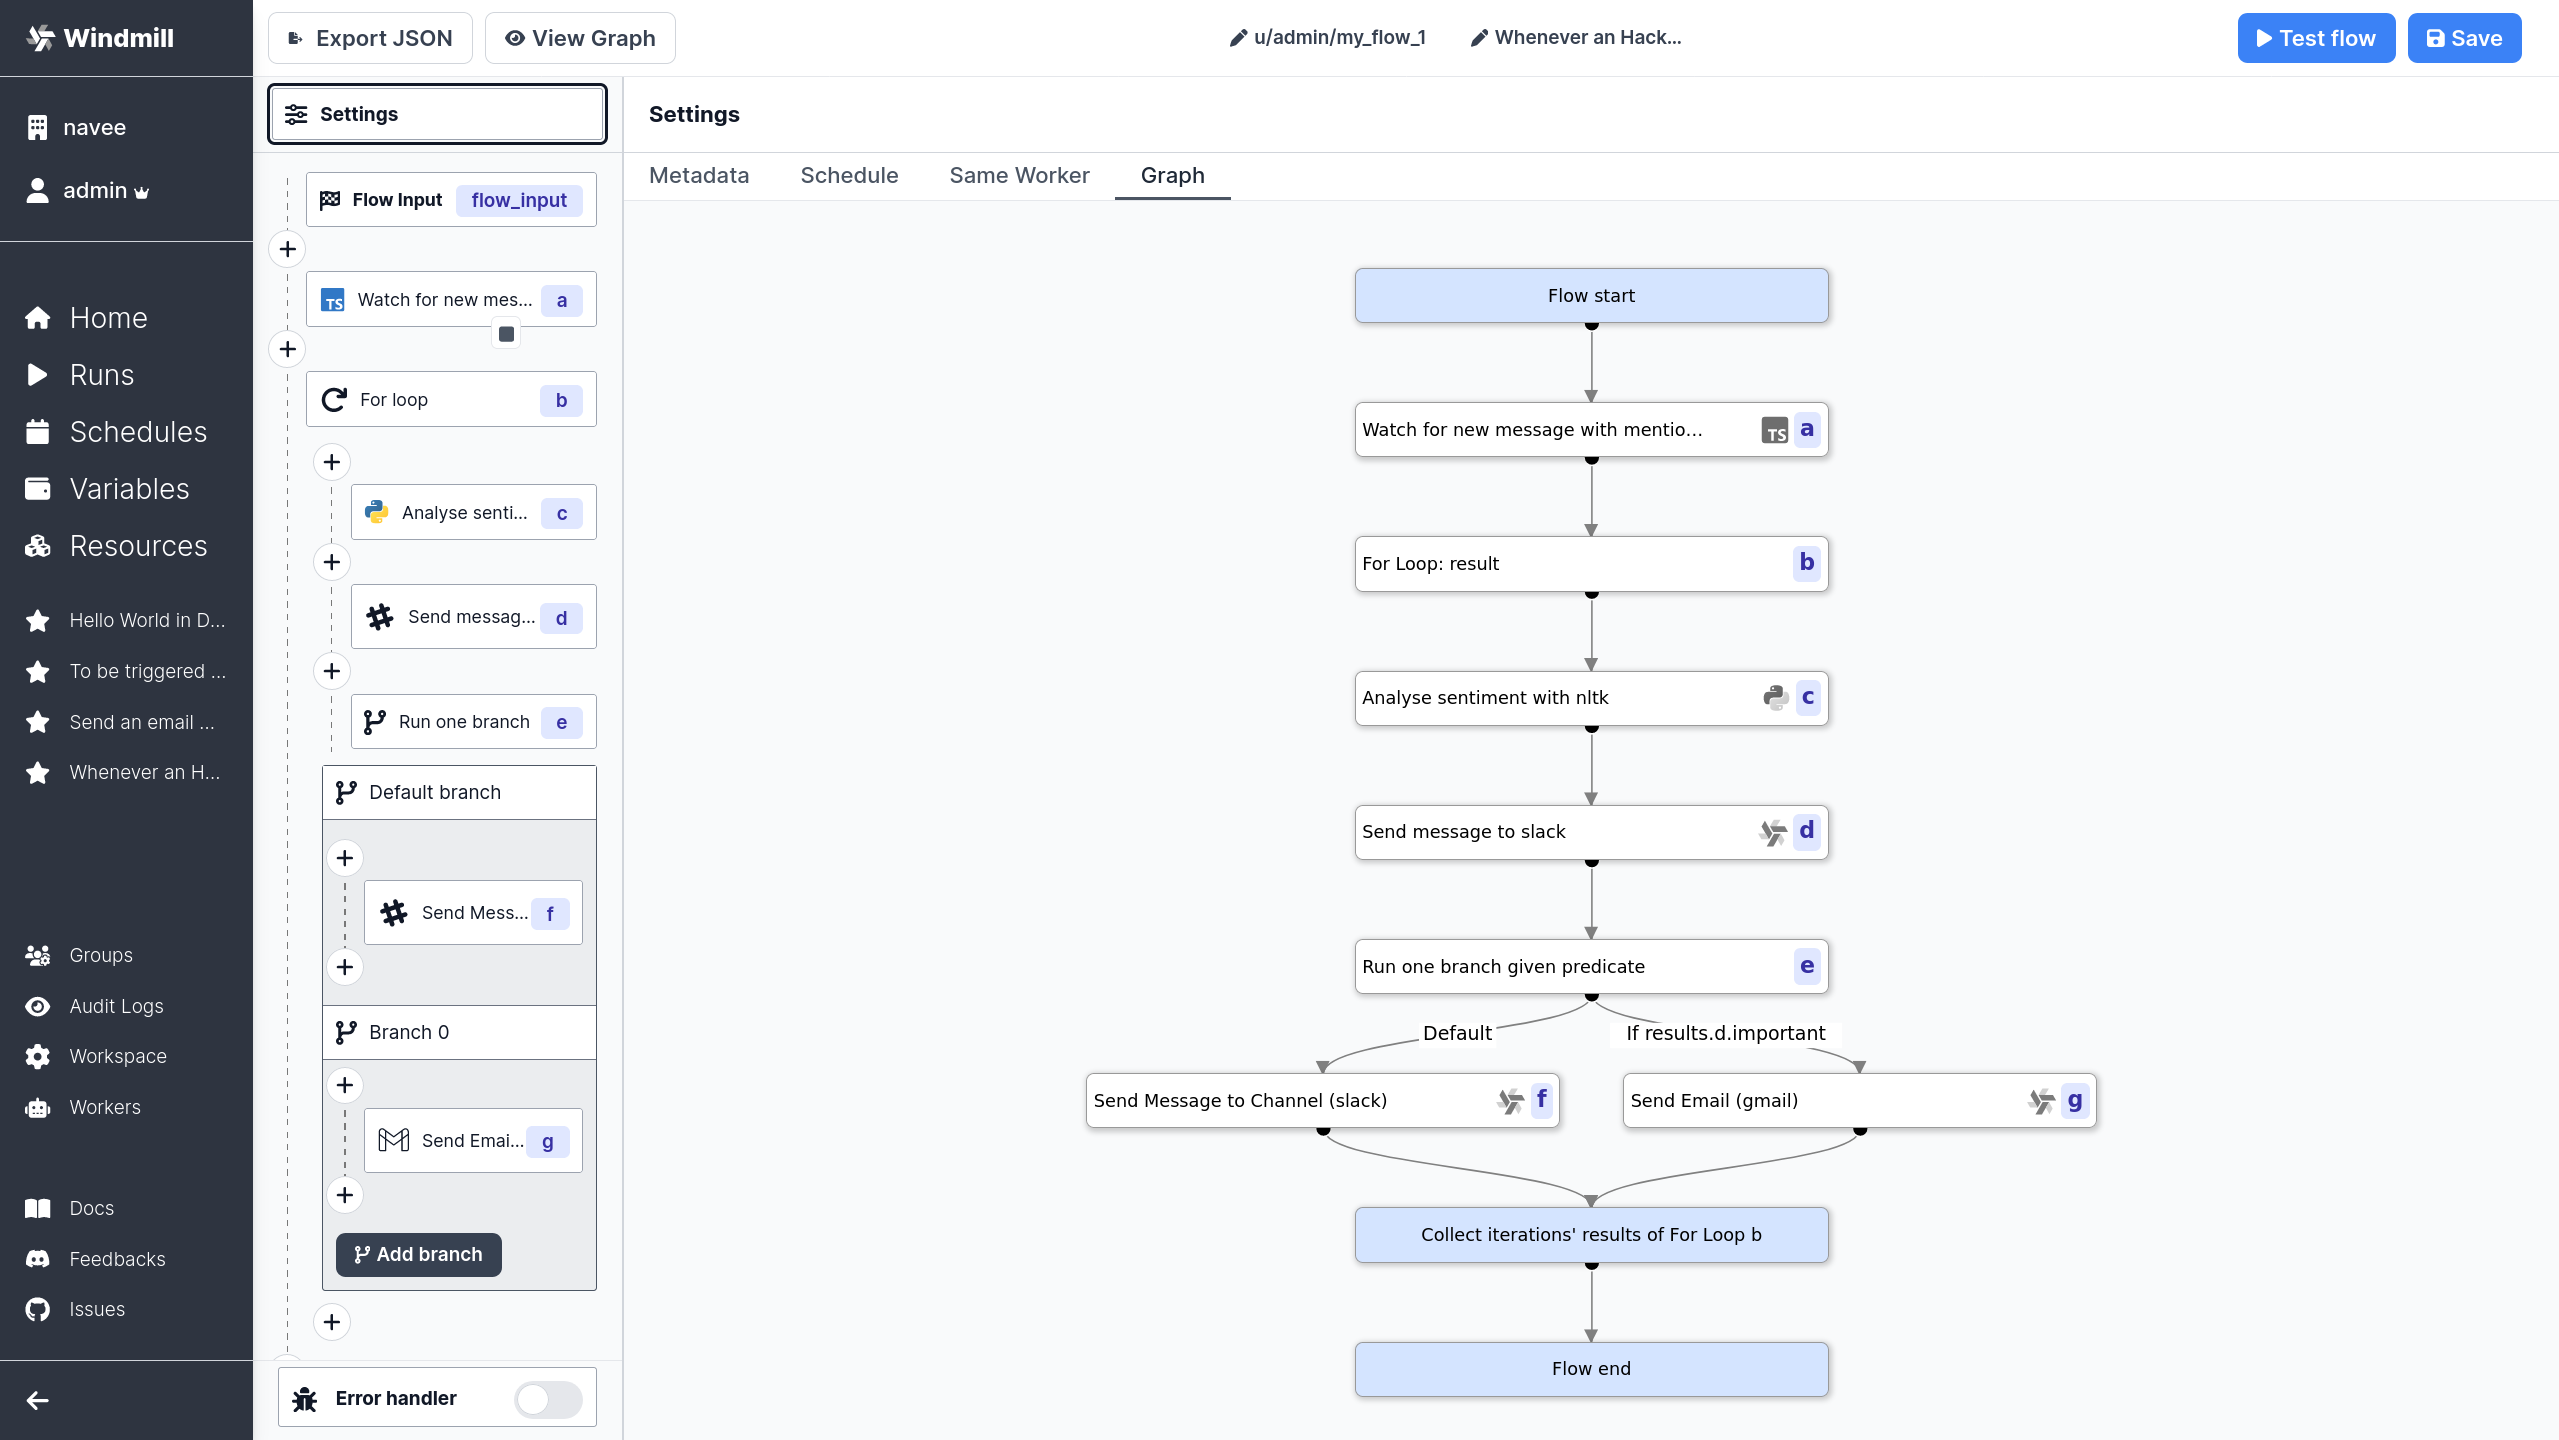 Windmill
navee
admin
Home
Runs
Schedules
Variables
Resources
Hello World in D...
To be triggered ...
Send an email ...
Whenever an H...
Groups
Audit Logs
Workspace
Workers
Docs
Feedbacks
Issues
Export JSON
View Graph
u/admin/my_flow_1
Whenever an Hack...
Test flow
Save
Settings
Flow Input
flow_input
TS
Watch for new mes...
a
For loop
b
Analyse senti...
c
Send messag...
d
Run one branch
e
Default branch
Send Mess...
f
Branch 0
Send Emai...
g
Add branch
Error handler
Settings
Metadata
Schedule
Same Worker
Graph
Flow start
Watch for new message with mentio...
TS
a
For Loop: result
b
Analyse sentiment with nltk
c
Send message to slack
d
Run one branch given predicate
e
Default
If results.d.important
Send Message to Channel (slack)
f
Send Email (gmail)
g
Collect iterations' results of For Loop b
Flow end